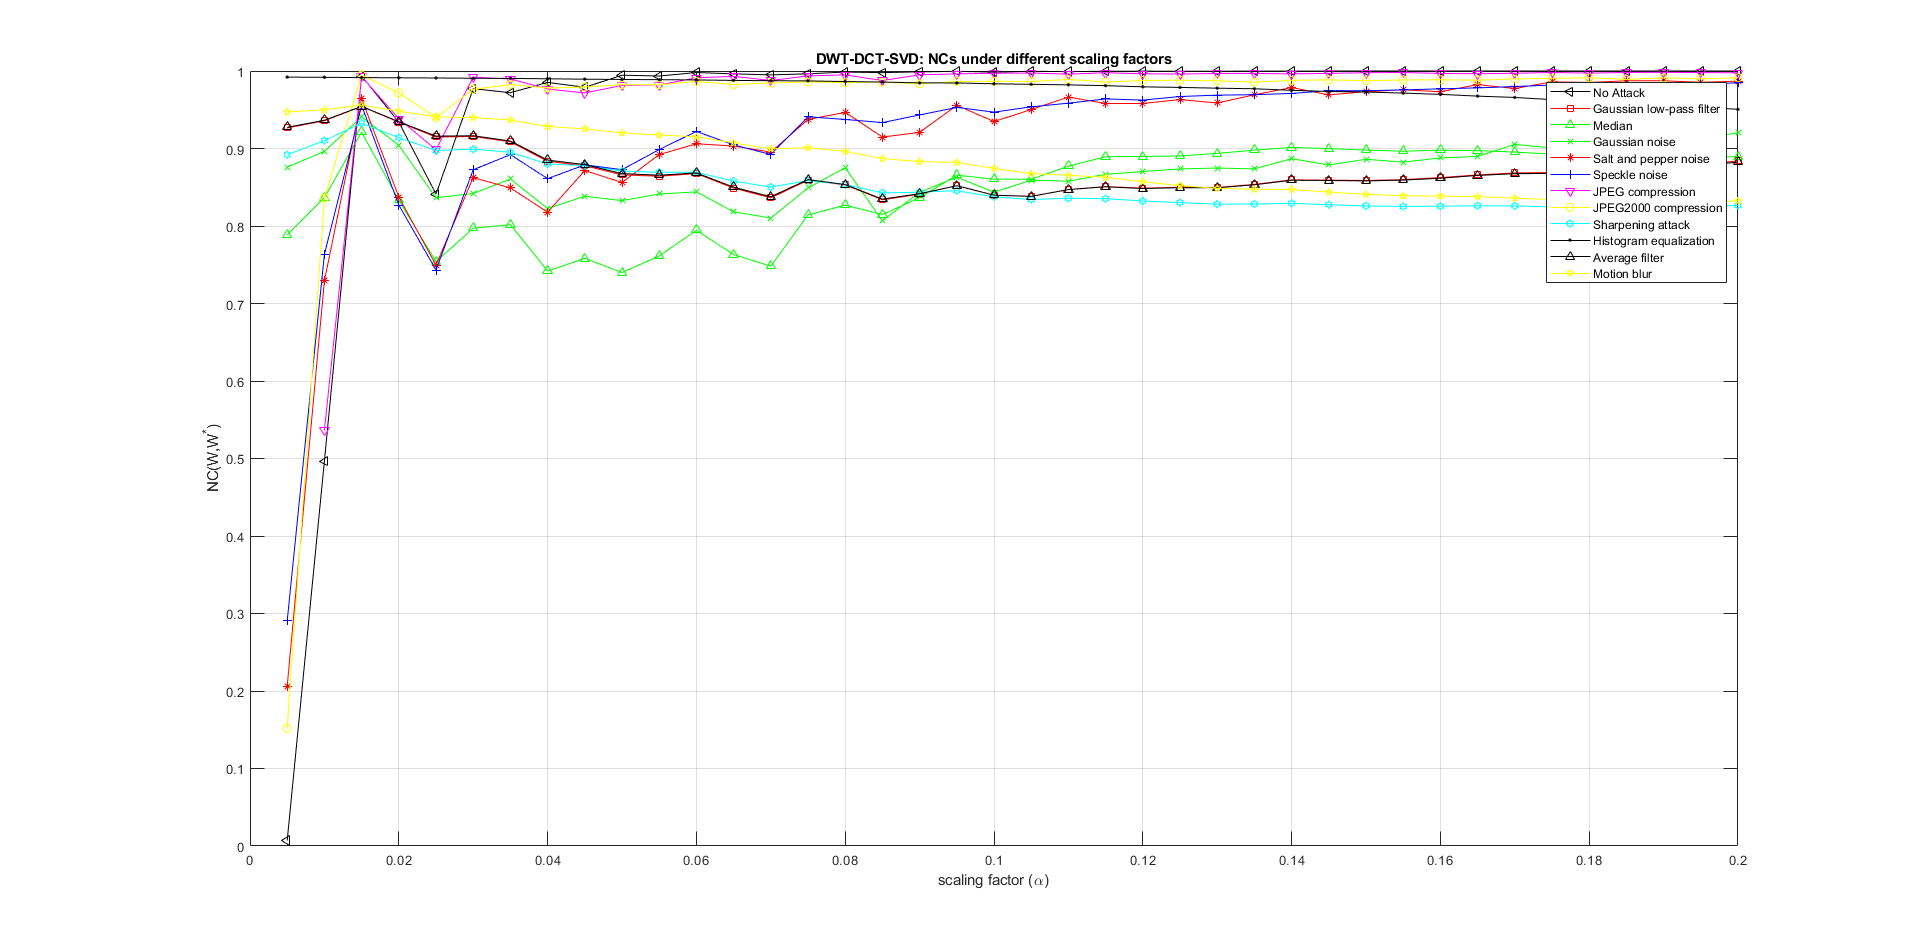 DWT-DCT-SVD: NCs under different scaling factors
NC(W,W*)
1
0.9
0.8
0.7
0.6
0.5
0.4
0.3
0.2
0.1
0
0
0.02
0.04
0.06
0.08
0.1
0.12
0.14
0.16
0.18
0.2
scaling factor (α)
No Attack
Gaussian low-pass filter
Median
Gaussian noise
Salt and pepper noise
Speckle noise
JPEG compression
JPEG2000 compression
Sharpening attack
Histogram equalization
Average filter
Motion blur